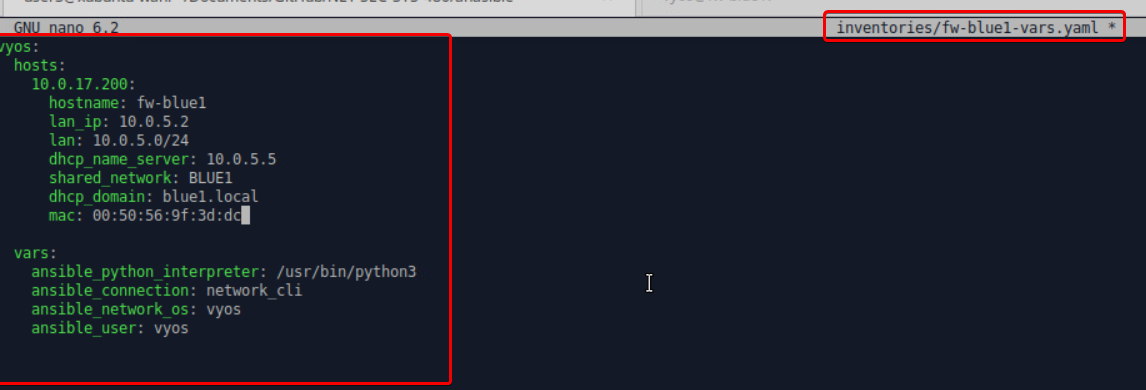 GNU nano 6.2 inventories/fw-blue1-vars.yaml *
vyos:
  hosts:
    10.0.17.200:
      hostname: fw-blue1
      lan_ip: 10.0.5.2
      lan: 10.0.5.0/24
      dhcp_name_server: 10.0.5.5
      shared_network: BLUE1
      dhcp_domain: blue1.local
      mac: 00:50:56:9f:3d:dc

  vars:
    ansible_python_interpreter: /usr/bin/python3
    ansible_connection: network_cli
    ansible_network_os: vyos
    ansible_user: vyos